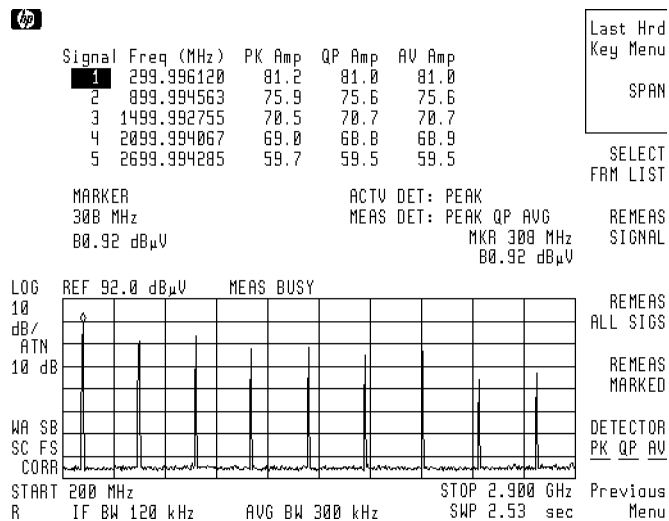 hp
Last Hrd
Key Menu
SPAN
Signal Freq (MHz) PK Amp QP Amp AV Amp
1 299.996120 81.2 81.0 81.0
2 899.994563 75.9 75.6 75.6
3 1499.992755 70.5 70.7 70.7
4 2099.994067 69.0 68.8 68.9
5 2699.994285 59.7 59.5 59.5
SELECT
FRM LIST
MARKER
308 MHz
80.92 dBµV
ACTV DET: PEAK
MEAS DET: PEAK QP AVG
MKR 308 MHz
80.92 dBµV
REMEAS
SIGNAL
LOG REF 92.0 dBµV MEAS BUSY
10
dB/
ATN
10 dB
REMEAS
ALL SIGS
REMEAS
MARKED
WA SB
SC FS
CORR
DETECTOR
PK QP AV
START 200 MHz STOP 2.900 GHz
R IF BW 120 kHz AVG BW 300 kHz SWP 2.53 sec
Previous
Menu